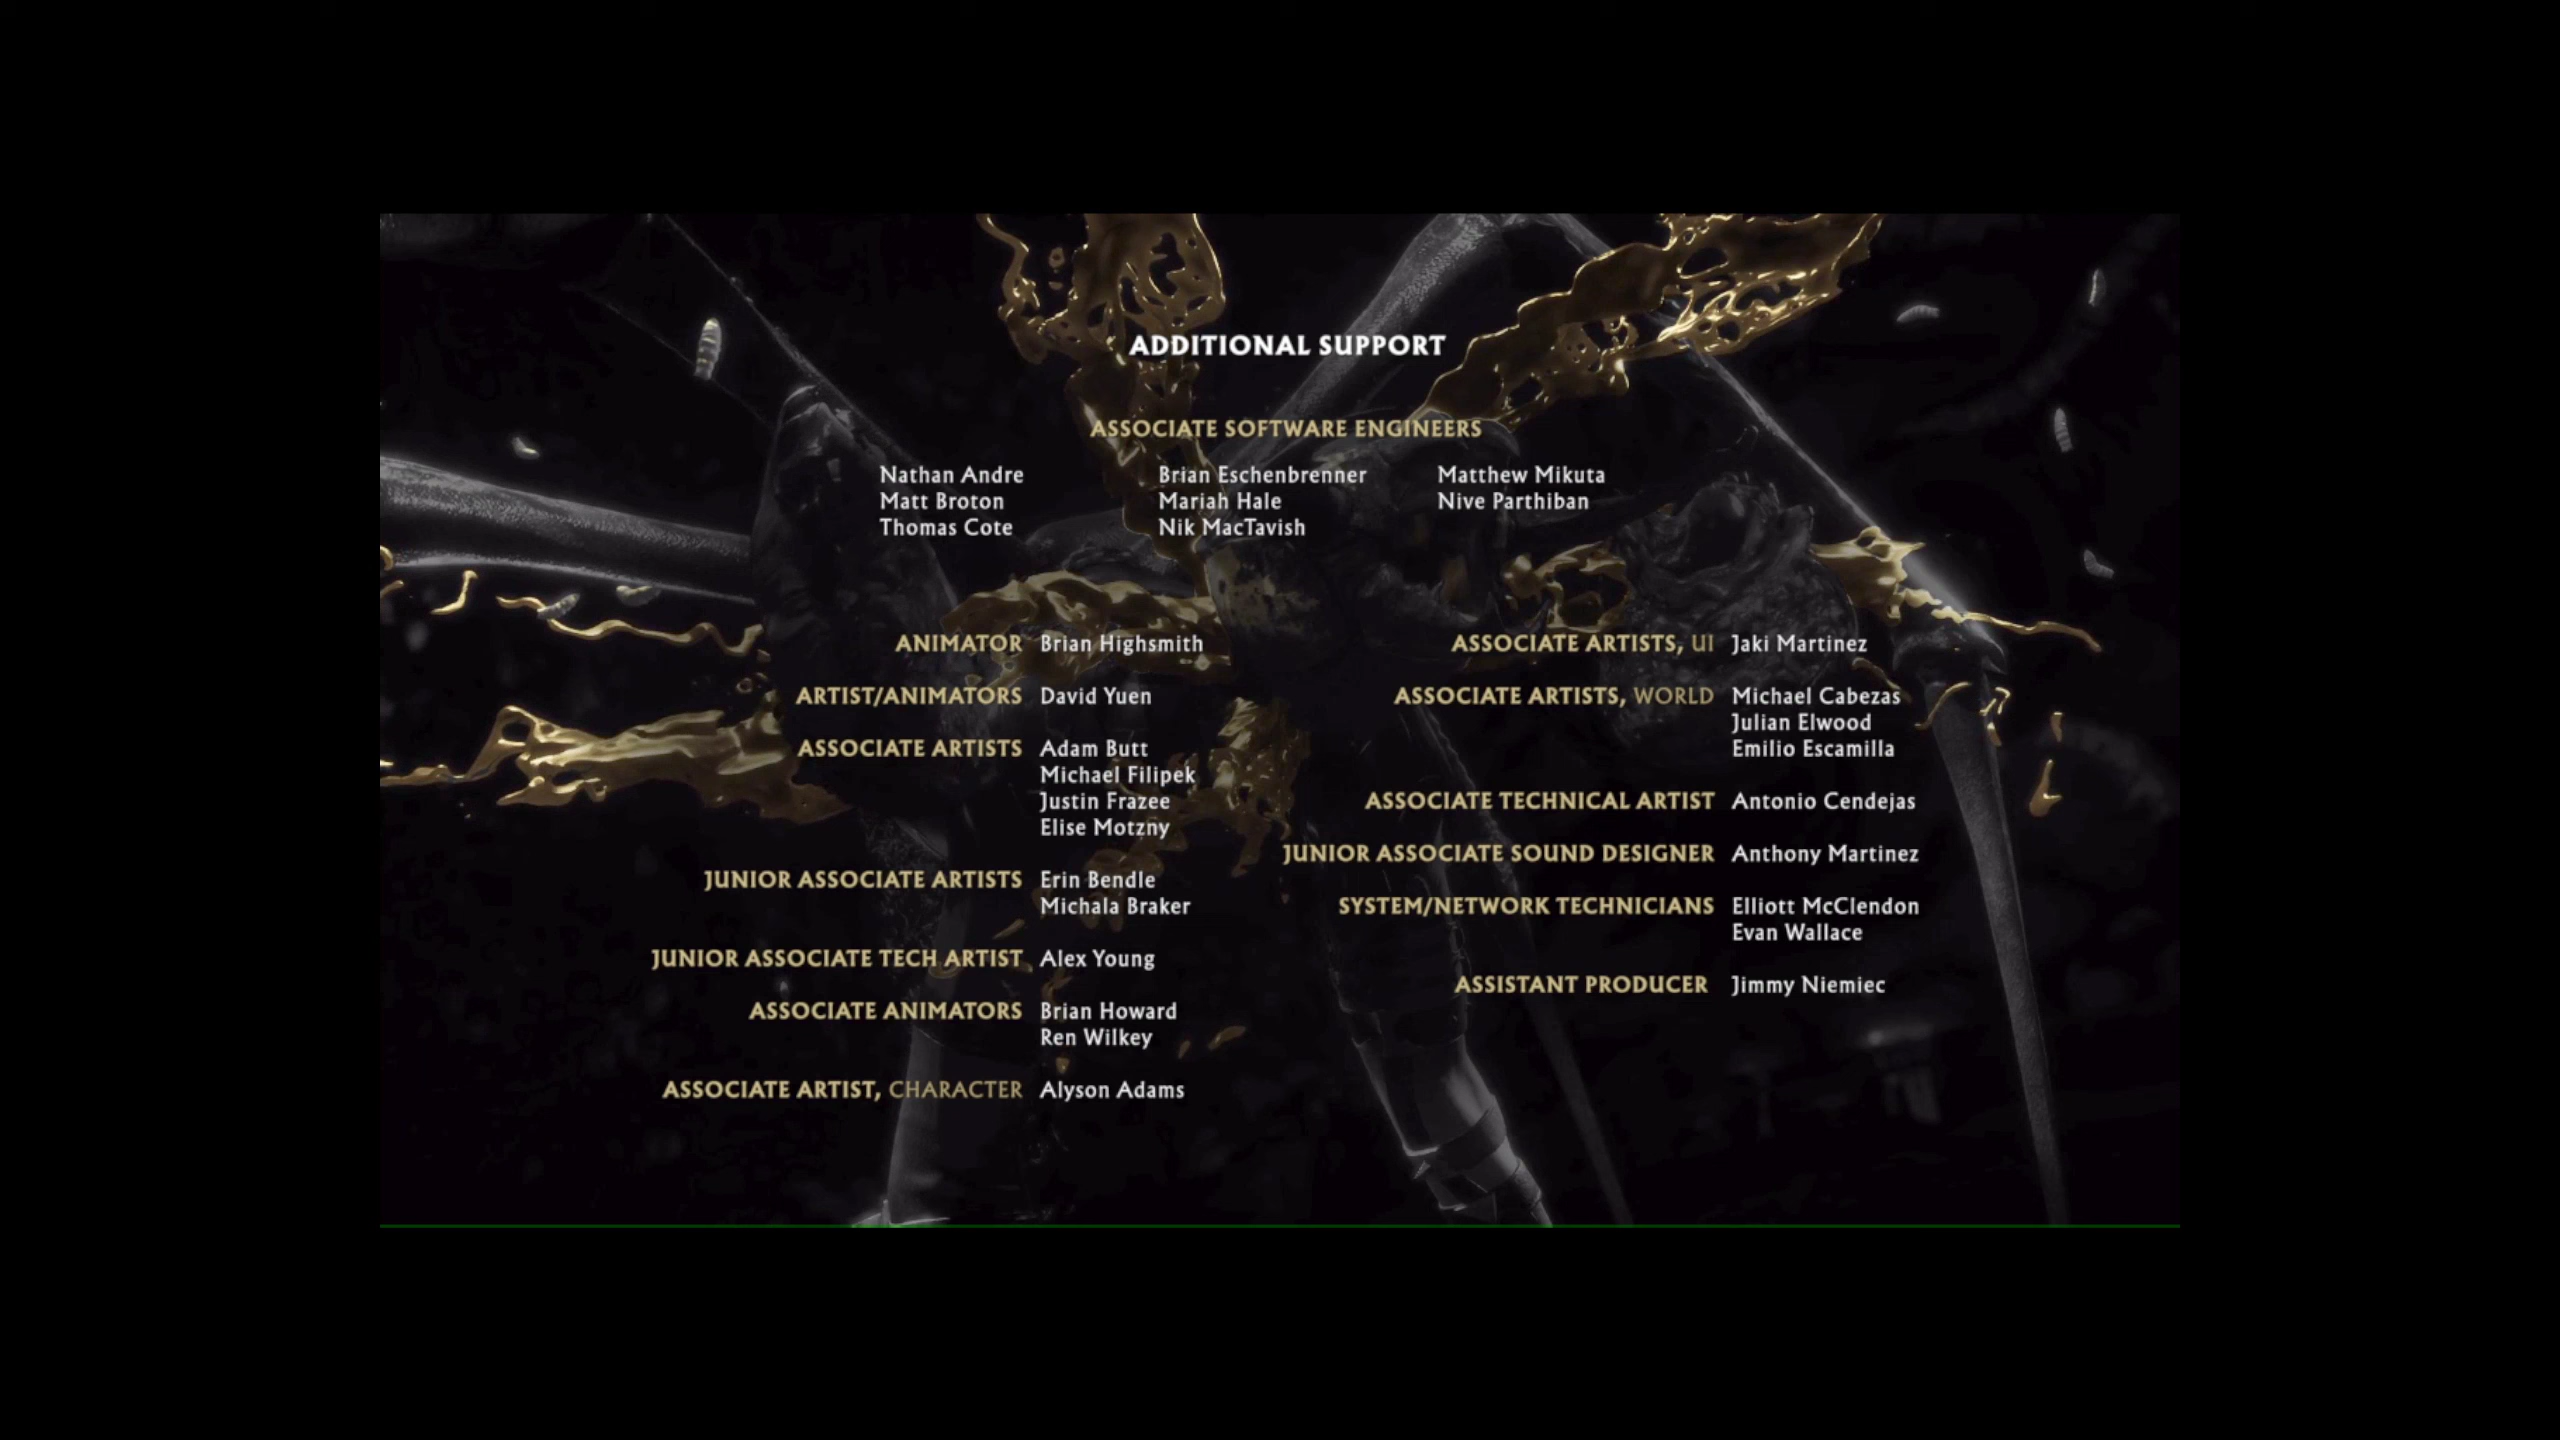 ADDITIONAL SUPPORT
ASSOCIATE SOFTWARE ENGINEERS
Nathan Andre
Matt Broton
Thomas Cote
Brian Eschenbrenner
Mariah Hale
Nik MacTavish
Matthew Mikuta
Nive Parthiban
ANIMATOR Brian Highsmith
ARTIST/ANIMATORS David Yuen
ASSOCIATE ARTISTS Adam Butt
Michael Filipek
Justin Frazee
Elise Motzny
JUNIOR ASSOCIATE ARTISTS Erin Bendle
Michala Braker
JUNIOR ASSOCIATE TECH ARTIST Alex Young
ASSOCIATE ANIMATORS Brian Howard
Ren Wilkey
ASSOCIATE ARTIST, CHARACTER Alyson Adams
ASSOCIATE ARTISTS, UI Jaki Martinez
ASSOCIATE ARTISTS, WORLD Michael Cabezas
Julian Elwood
Emilio Escamilla
ASSOCIATE TECHNICAL ARTIST Antonio Cendejas
JUNIOR ASSOCIATE SOUND DESIGNER Anthony Martinez
SYSTEM/NETWORK TECHNICIANS Elliott McClendon
Evan Wallace
ASSISTANT PRODUCER Jimmy Niemiec